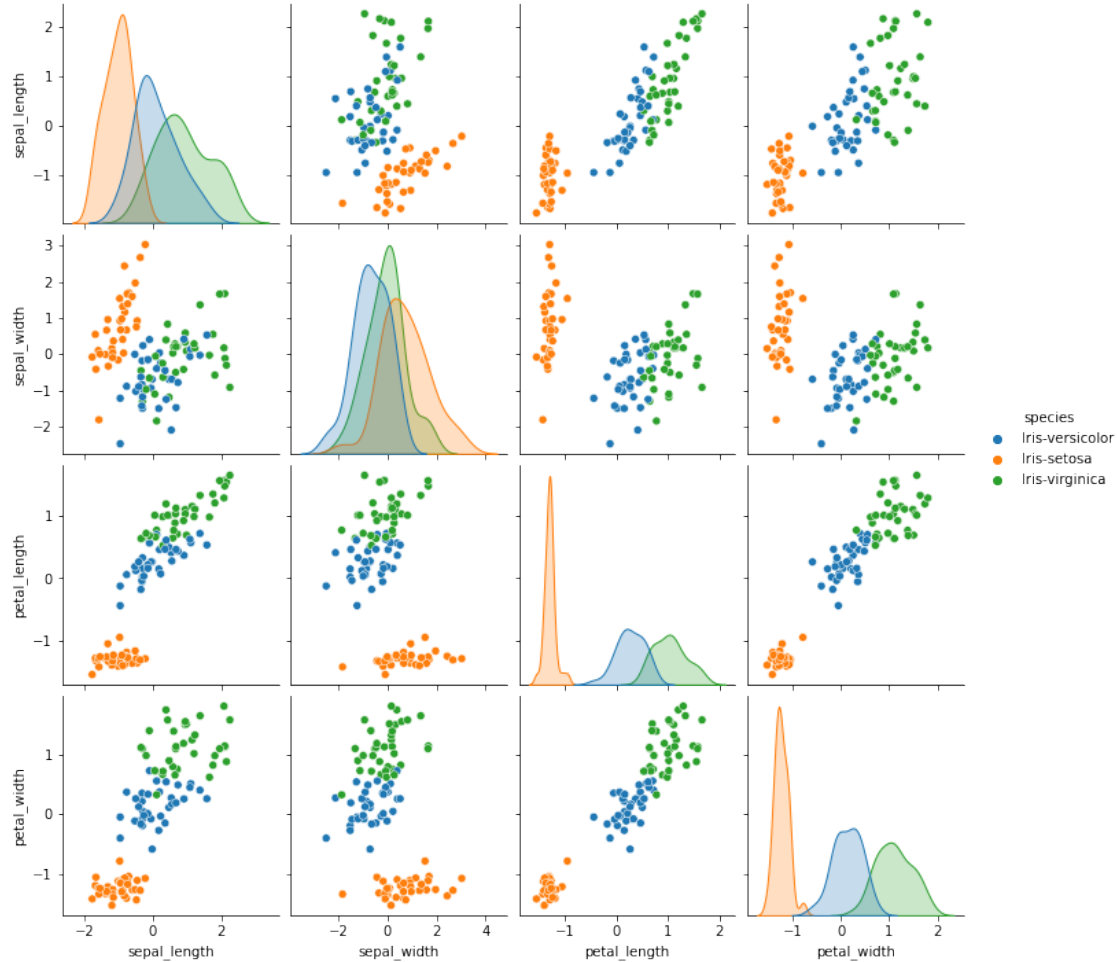 2
1
0
−1
sepal_length
3
2
1
0
−1
−2
sepal_width
species
Iris-versicolor
Iris-setosa
Iris-virginica
1
0
−1
petal_length
1
0
−1
petal_width
−2 0 2
sepal_length
−2 0 2 4
sepal_width
−1 0 1 2
petal_length
−1 0 1 2
petal_width